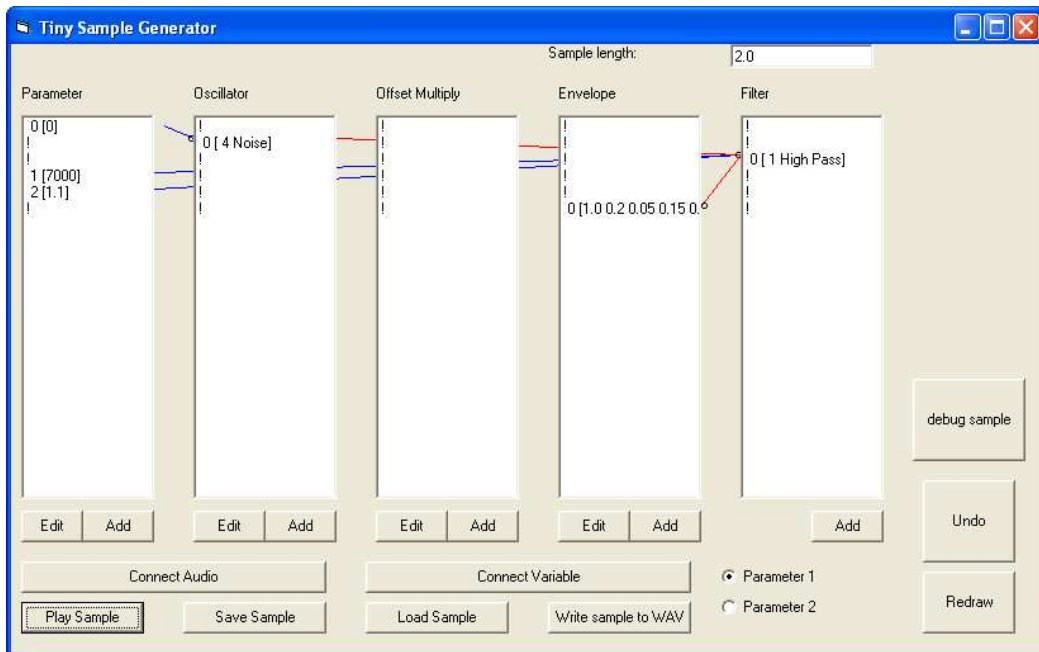 Tiny Sample Generator
Sample length: 2.0
Parameter Oscillator Offset Multiply Envelope Filter
0 [0] ! ! ! !
! 0 [ 4 Noise] ! ! !
! ! ! ! 0 [ 1 High Pass]
1 [7000] ! ! ! !
2 [1.1] ! ! ! !
! ! ! 0 [1.0 0.2 0.05 0.15 0. !
debug sample
Edit Add Edit Add Edit Add Edit Add Add
Undo
Connect Audio Connect Variable Parameter 1
Play Sample Save Sample Load Sample Write sample to WAV Parameter 2
Redraw